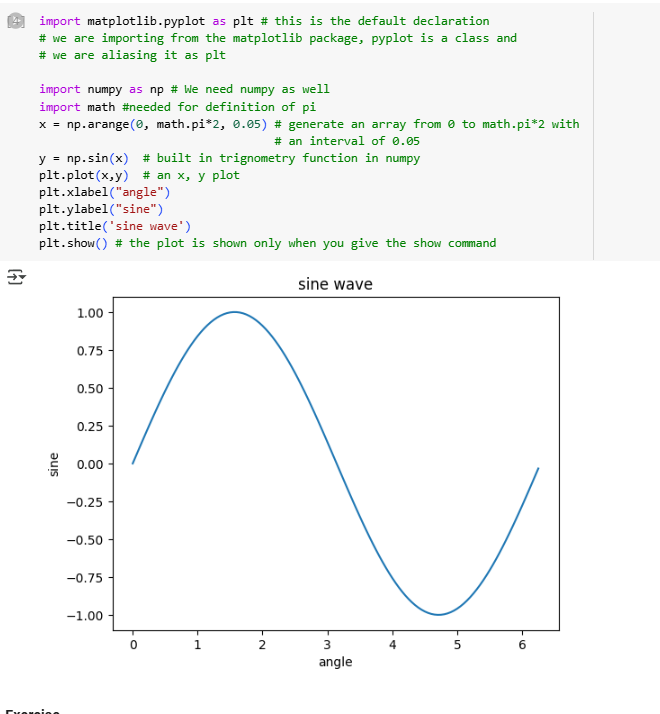 import matplotlib.pyplot as plt # this is the default declaration
# we are importing from the matplotlib package, pyplot is a class and
# we are aliasing it as plt
import numpy as np # We need numpy as well
import math #needed for definition of pi
x = np.arange(0, math.pi*2, 0.05) # generate an array from 0 to math.pi*2 with
# an interval of 0.05
y = np.sin(x)  # built in trignometry function in numpy
plt.plot(x,y)  # an x, y plot
plt.xlabel("angle")
plt.ylabel("sine")
plt.title('sine wave')
plt.show() # the plot is shown only when you give the show command
sine wave
1.00
0.75
0.50
0.25
0.00
−0.25
−0.50
−0.75
−1.00
sine
0 1 2 3 4 5 6
angle
Exercise